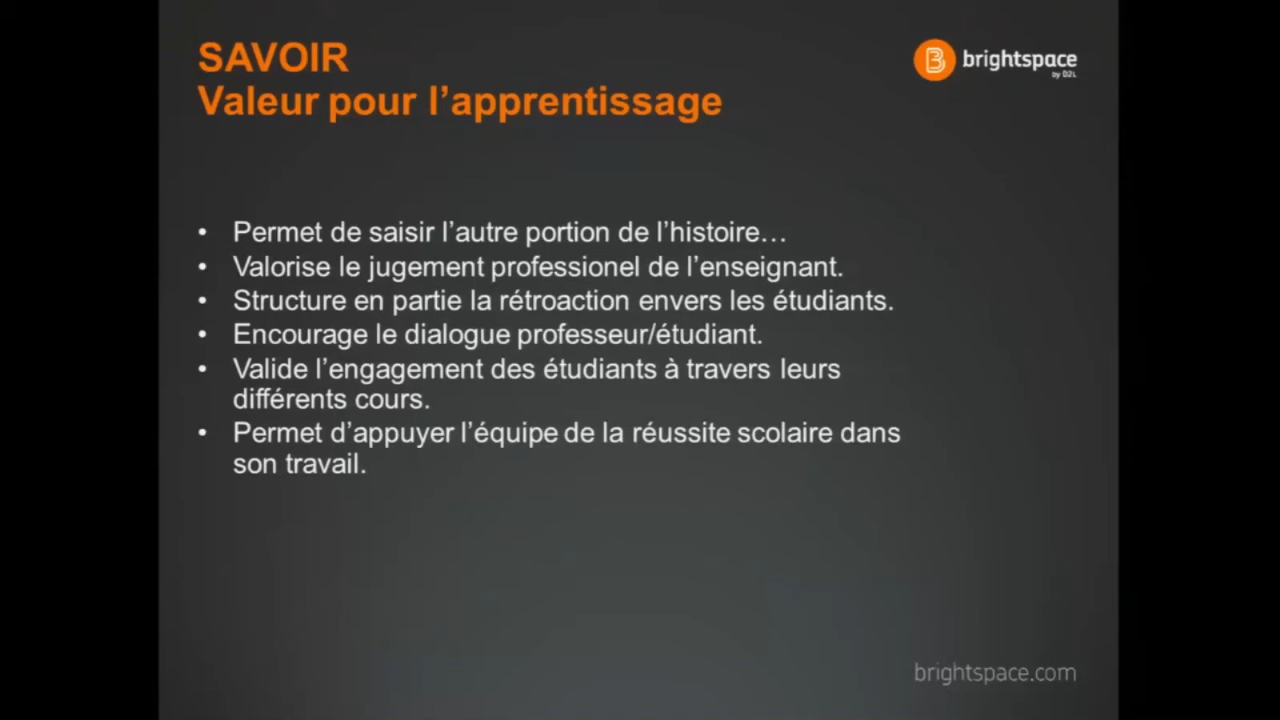 SAVOIR
Valeur pour l’apprentissage
brightspace
by D2L
• Permet de saisir l’autre portion de l’histoire…
• Valorise le jugement professionel de l’enseignant.
• Structure en partie la rétroaction envers les étudiants.
• Encourage le dialogue professeur/étudiant.
• Valide l’engagement des étudiants à travers leurs
différents cours.
• Permet d’appuyer l’équipe de la réussite scolaire dans
son travail.
brightspace.com